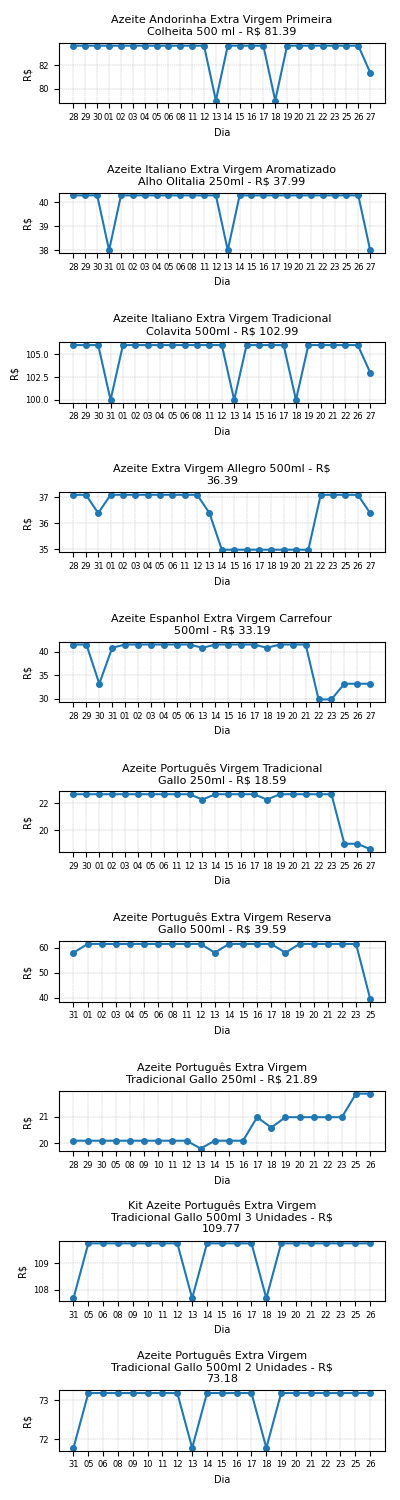 Azeite Andorinha Extra Virgem Primeira
Colheita 500 ml - R$ 81.39
82
80
R$
28 29 30 31 01 02 03 04 05 06 08 11 12 13 14 15 16 17 18 19 20 21 22 23 25 26 27
Dia
Azeite Italiano Extra Virgem Aromatizado
Alho Olitalia 250ml - R$ 37.99
40
39
38
R$
28 29 30 31 01 02 03 04 05 06 08 11 12 13 14 15 16 17 18 19 20 21 22 23 25 26 27
Dia
Azeite Italiano Extra Virgem Tradicional
Colavita 500ml - R$ 102.99
105.0
102.5
100.0
R$
28 29 30 31 01 02 03 04 05 06 08 11 12 13 14 15 16 17 18 19 20 21 22 25 26 27
Dia
Azeite Extra Virgem Allegro 500ml - R$
36.39
37
36
35
R$
28 29 30 01 02 03 04 05 06 11 12 13 14 15 16 17 18 19 20 21 22 23 25 26 27
Dia
Azeite Espanhol Extra Virgem Carrefour
500ml - R$ 33.19
40
35
30
R$
28 29 30 31 01 02 03 04 05 06 13 14 15 16 17 18 19 20 21 22 23 25 26 27
Dia
Azeite Português Virgem Tradicional
Gallo 250ml - R$ 18.59
22
20
R$
29 30 01 02 03 04 05 06 11 12 13 14 15 16 17 18 19 20 21 22 23 25 26 27
Dia
Azeite Português Extra Virgem Reserva
Gallo 500ml - R$ 39.59
60
50
40
R$
31 01 02 03 04 05 06 08 11 12 13 14 15 16 17 18 19 20 21 22 23 25
Dia
Azeite Português Extra Virgem
Tradicional Gallo 250ml - R$ 21.89
21
20
R$
28 29 30 05 06 08 09 10 11 12 13 14 15 16 17 18 19 20 21 22 23 25 26
Dia
Kit Azeite Português Extra Virgem
Tradicional Gallo 500ml 3 Unidades - R$
109.77
109
108
R$
31 05 06 08 09 10 11 12 13 14 15 16 17 18 19 20 21 22 23 25 26
Dia
Azeite Português Extra Virgem
Tradicional Gallo 500ml 2 Unidades - R$
73.18
73
72
R$
31 05 06 08 09 10 11 12 13 14 15 16 17 18 19 20 21 22 23 25 26
Dia